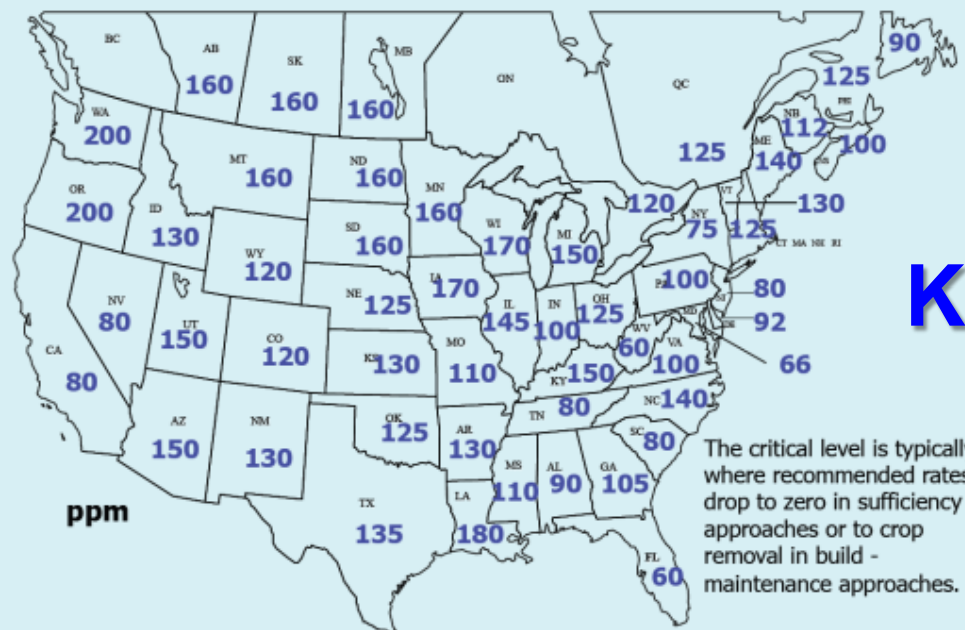 BC
AB
160
SK
160
MB
160
ON
QC
125
90
125
PEI
NB
112
NS
100
ME
140
WA
200
OR
200
ID
130
MT
160
ND
160
MN
160
SD
160
WI
170
MI
150
120
NY
75
VT
125
130
CT MA NH RI
WY
120
NE
125
IA
170
IL
145
IN
100
OH
125
PA
100
NJ
80
MD
DE
92
66
K
NV
80
UT
150
CO
120
KS
130
MO
110
KY
150
WV
60
VA
100
CA
80
AZ
150
NM
130
OK
125
AR
130
TN
80
NC
140
SC
80
MS
110
AL
90
GA
105
TX
135
LA
180
FL
60
ppm
The critical level is typically
where recommended rates
drop to zero in sufficiency
approaches or to crop
removal in build -
maintenance approaches.